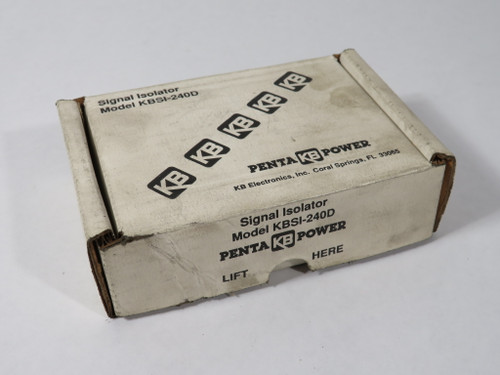 Signal Isolator
Model KBSI-240D
KB KB KB KB KB
PENTA KB POWER
KB Electronics, Inc. Coral Springs, FL 33065
Signal Isolator
Model KBSI-240D
PENTA KB POWER
LIFT HERE